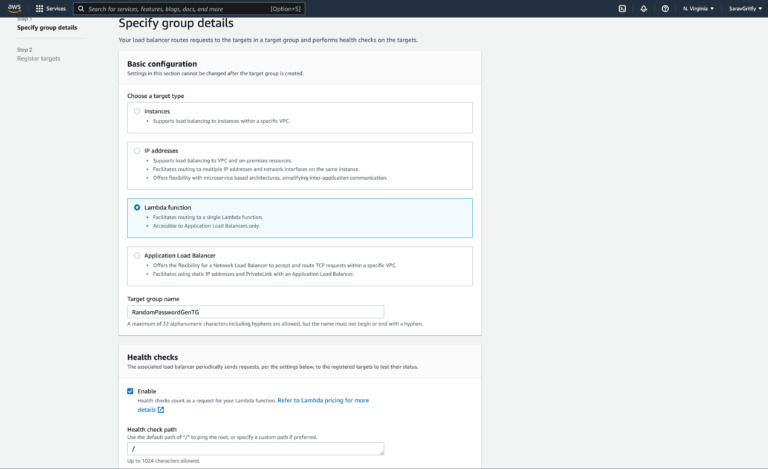 aws
Services
Search for services, features, blogs, docs, and more
[Option+S]
N. Virginia
SaravGritfy
Step 1
Specify group details
Step 2
Register targets
Specify group details
Your load balancer routes requests to the targets in a target group and performs health checks on the targets.
Basic configuration
Settings in this section cannot be changed after the target group is created.
Choose a target type
Instances
• Supports load balancing to instances within a specific VPC.
IP addresses
• Supports load balancing to VPC and on-premises resources.
• Facilitates routing to multiple IP addresses and network interfaces on the same instance.
• Offers flexibility with microservice based architectures, simplifying inter-application communication.
Lambda function
• Facilitates routing to a single Lambda function.
• Accessible to Application Load Balancers only.
Application Load Balancer
• Offers the flexibility for a Network Load Balancer to accept and route TCP requests within a specific VPC.
• Facilitates using static IP addresses and PrivateLink with an Application Load Balancer.
Target group name
RandomPasswordGenTG
A maximum of 32 alphanumeric characters including hyphens are allowed, but the name must not begin or end with a hyphen.
Health checks
The associated load balancer periodically sends requests, per the settings below, to the registered targets to test their status.
Enable
Health checks count as a request for your Lambda function. Refer to Lambda pricing for more
details
Health check path
Use the default path of "/" to ping the root, or specify a custom path if preferred.
/
Up to 1024 characters allowed.